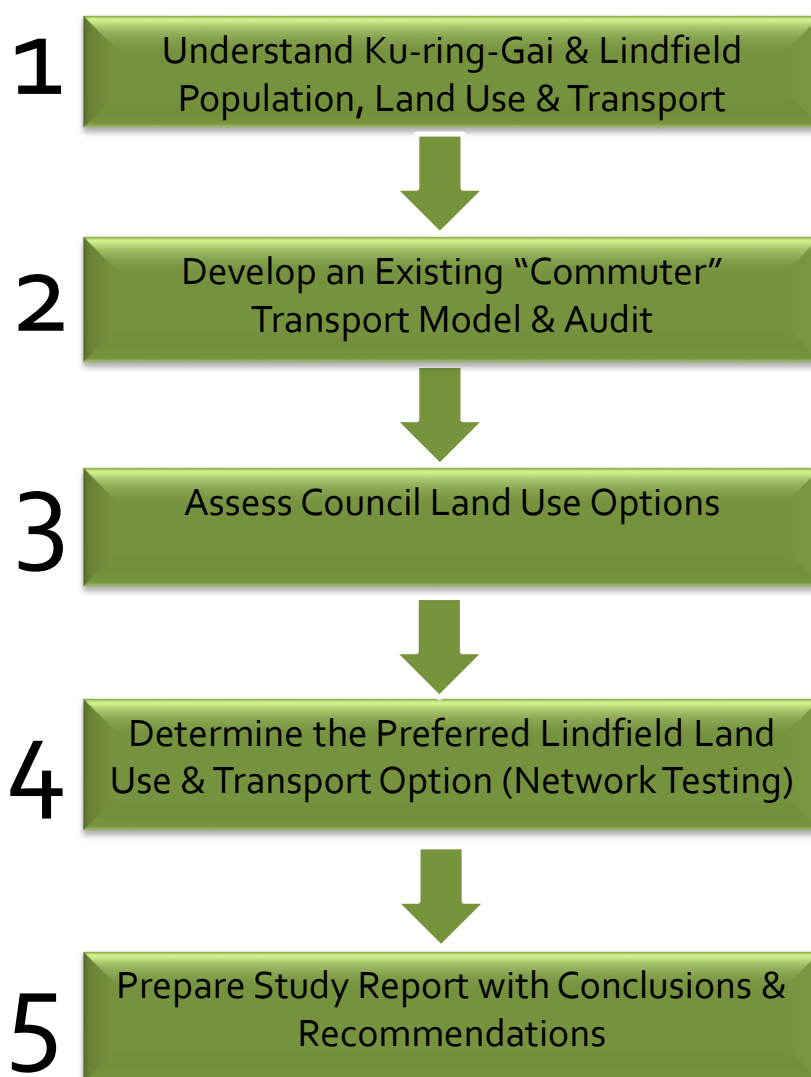 1
Understand Ku-ring-Gai & Lindfield
Population, Land Use & Transport
2
Develop an Existing “Commuter”
Transport Model & Audit
3
Assess Council Land Use Options
4
Determine the Preferred Lindfield Land
Use & Transport Option (Network Testing)
5
Prepare Study Report with Conclusions &
Recommendations